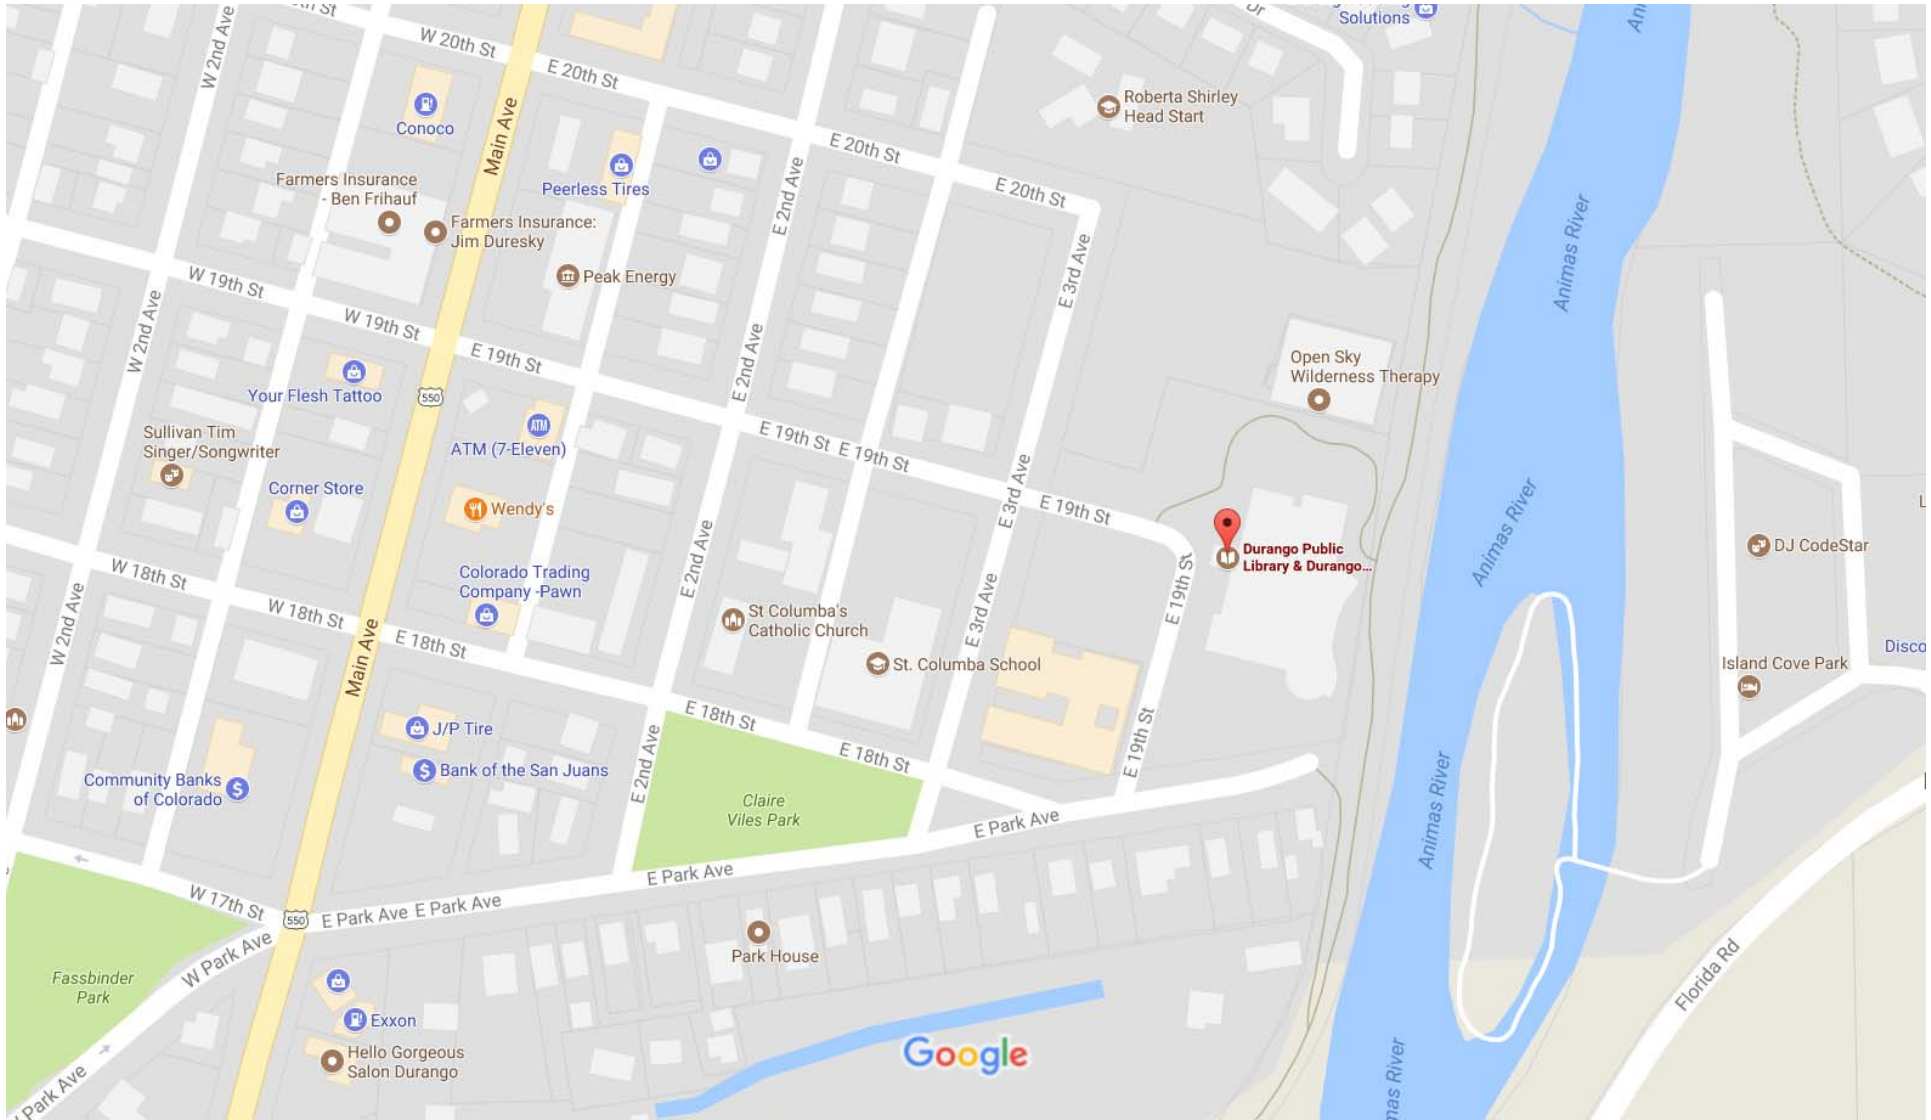 W 20th St
W 2nd Ave
Conoco
Main Ave
E 20th St
Solutions
Roberta Shirley
Head Start
Farmers Insurance
- Ben Frihauf
Peerless Tires
E 20th St
E 2nd Ave
E 20th St
Farmers Insurance:
Jim Duresky
Peak Energy
Animas River
W 19th St
W 19th St
E 3rd Ave
W 2nd Ave
E 19th St
E 2nd Ave
550
Your Flesh Tattoo
Open Sky
Wilderness Therapy
Sullivan Tim
Singer/Songwriter
ATM
ATM (7-Eleven)
E 19th St
E 19th St
E 3rd Ave
Corner Store
Wendy's
E 19th St
Animas River
W 18th St
E 2nd Ave
Durango Public
Library & Durango...
DJ CodeStar
Colorado Trading
Company -Pawn
E 19th St
W 18th St
W 2nd Ave
E 18th St
St Columba's
Catholic Church
E 3rd Ave
Main Ave
St. Columba School
Disco
Island Cove Park
J/P Tire
E 18th St
E 18th St
E 19th St
E 2nd Ave
Bank of the San Juans
Community Banks
of Colorado
Claire
Viles Park
E Park Ave
Animas River
E Park Ave
W 17th St
550
E Park Ave
E Park Ave
W Park Ave
Park House
Fassbinder
Park
Florida Rd
Exxon
Hello Gorgeous
Salon Durango
Google
Park Ave